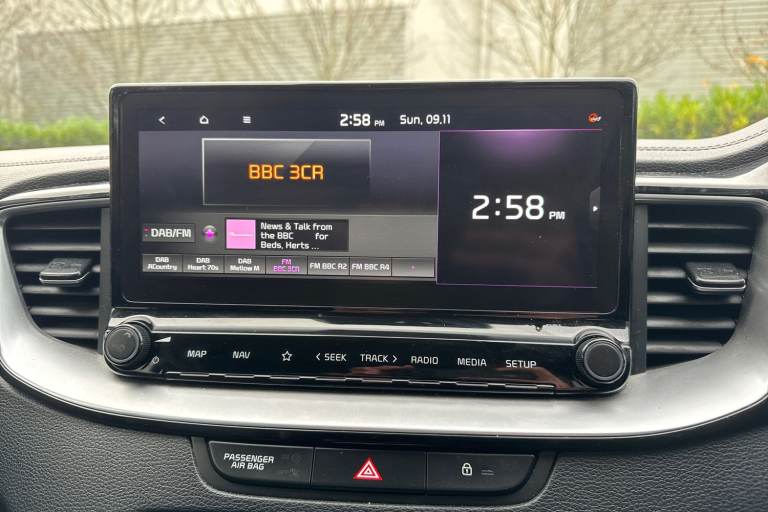 2:58 PM Sun, 09.11
BBC 3CR
2:58 PM
DAB/FM
News & Talk from
the BBC for
Beds, Herts ...
DAB
ACountry
DAB
Heart 70s
DAB
Mellow M
FM
BBC 3CR
FM BBC R2
FM BBC R4
MAP NAV SEEK TRACK RADIO MEDIA SETUP
PASSENGER
AIR BAG